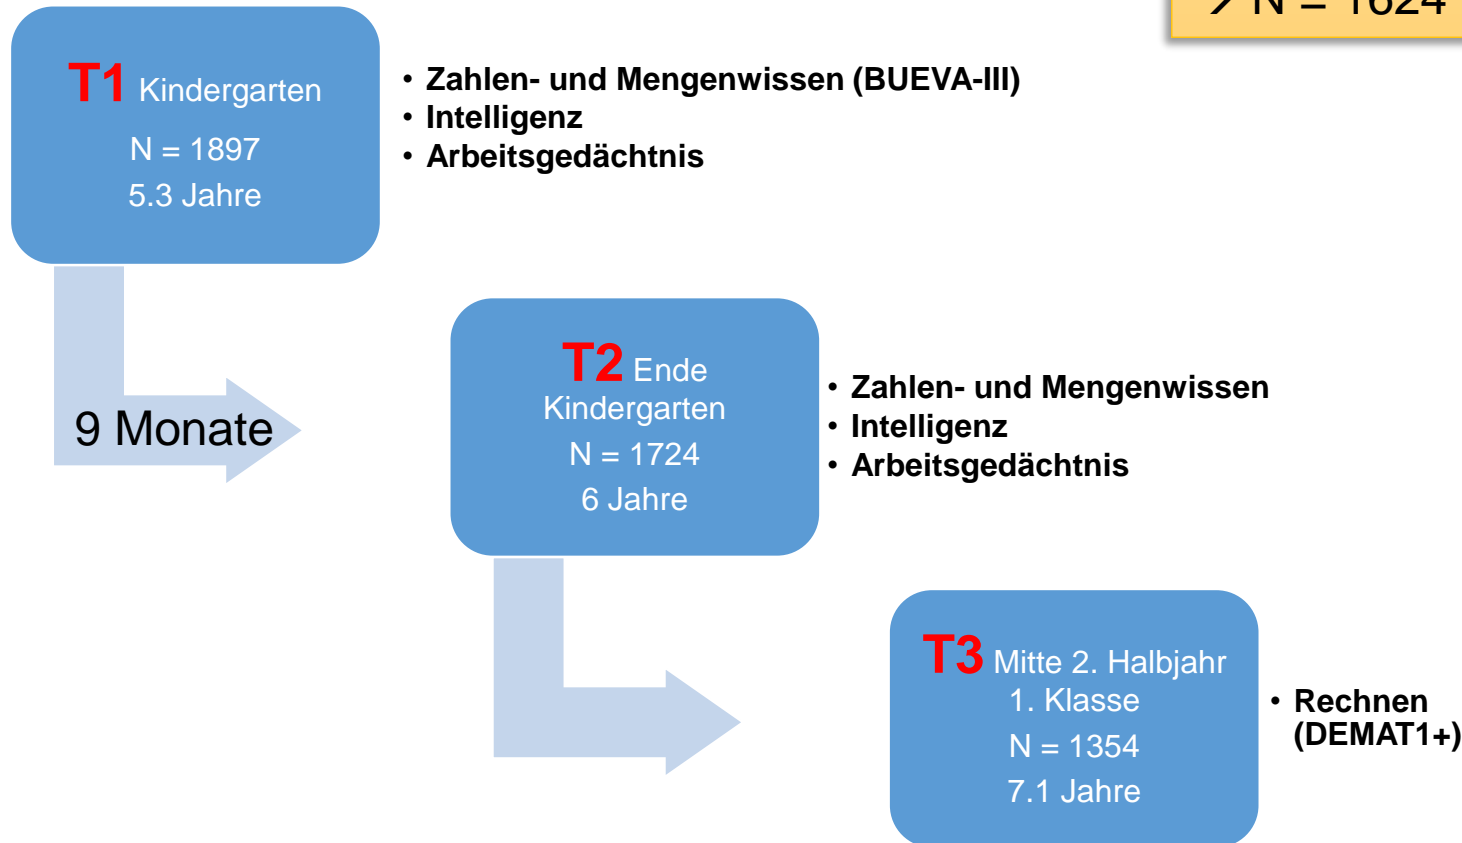 → N = 1624
T1 Kindergarten
N = 1897
5.3 Jahre
• Zahlen- und Mengenwissen (BUEVA-III)
• Intelligenz
• Arbeitsgedächtnis
9 Monate
T2 Ende
Kindergarten
N = 1724
6 Jahre
• Zahlen- und Mengenwissen
• Intelligenz
• Arbeitsgedächtnis
T3 Mitte 2. Halbjahr
1. Klasse
N = 1354
7.1 Jahre
• Rechnen
(DEMAT1+)